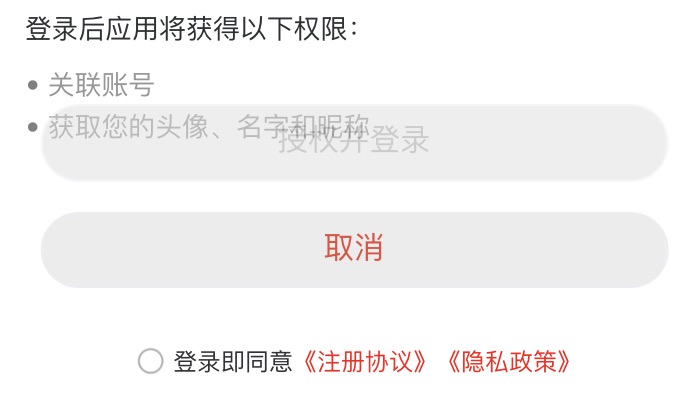 登录后应用将获得以下权限：
• 关联账号
• 获取您的头像、名字和昵称
授权并登录
取消
登录即同意《注册协议》《隐私政策》